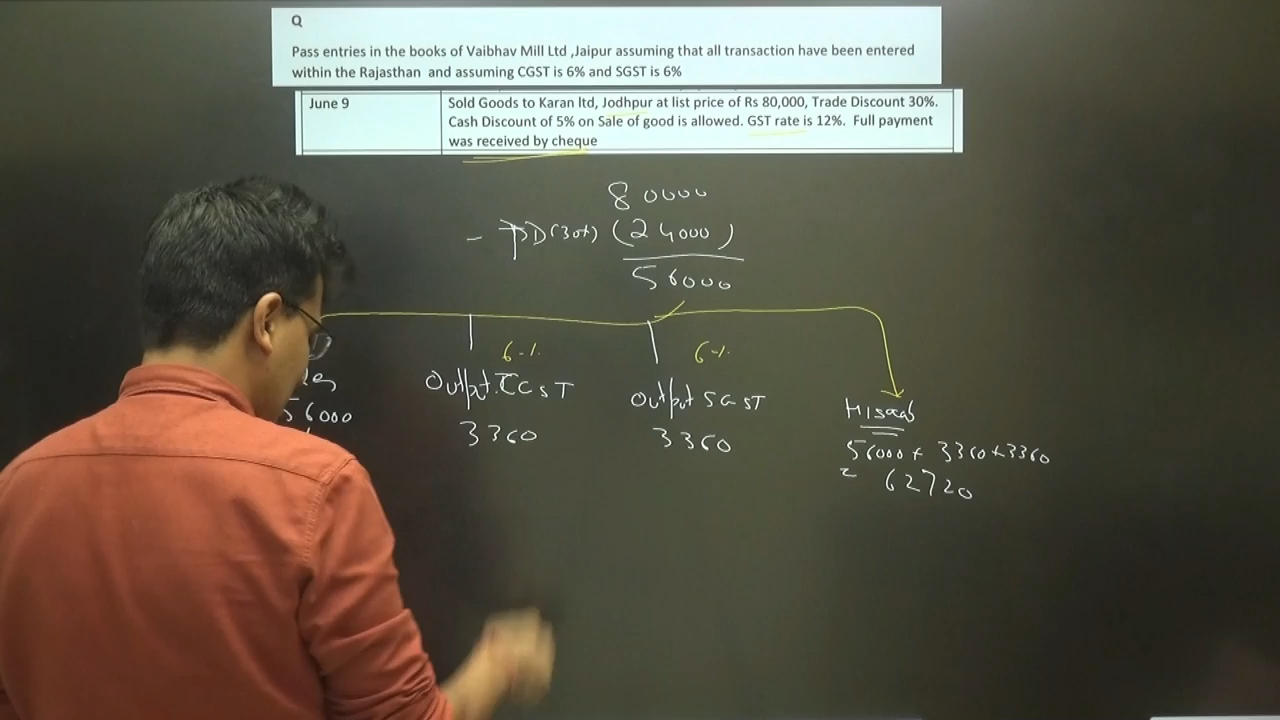 Q
Pass entries in the books of Vaibhav Mill Ltd ,Jaipur assuming that all transaction have been entered
within the Rajasthan and assuming CGST is 6% and SGST is 6%
June 9
Sold Goods to Karan ltd, Jodhpur at list price of Rs 80,000, Trade Discount 30%.
Cash Discount of 5% on Sale of good is allowed. GST rate is 12%. Full payment
was received by cheque
80000
- TD(30%) (24000)
56000
6%
6%
Output CGST
Output SGST
Hisaab
56000
3360
3360
56000+ 3360+3360
= 62720